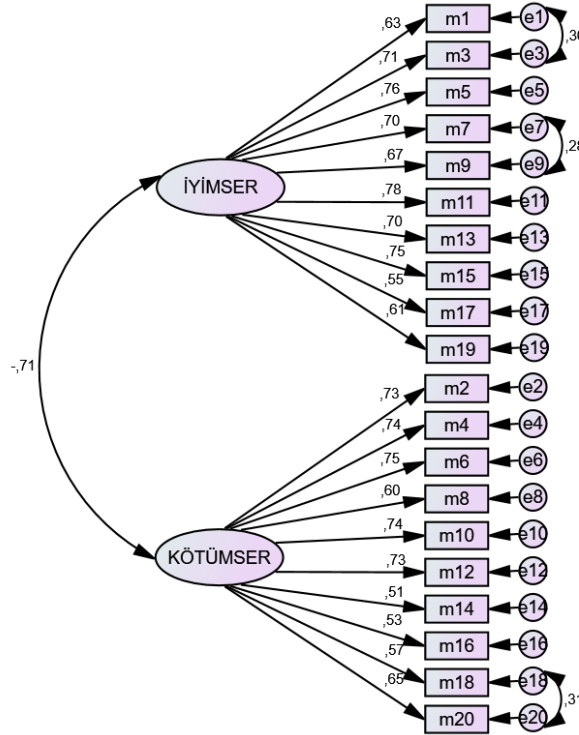 ,63
m1
e1
,36
,71
m3
e3
,76
m5
e5
,70
m7
e7
,28
,67
m9
e9
İYİMSER
,78
m11
e11
,70
m13
e13
,75
m15
e15
,55
m17
e17
,61
m19
e19
-,71
,73
m2
e2
,74
m4
e4
,75
m6
e6
,60
m8
e8
,74
m10
e10
KÖTÜMSER
,73
m12
e12
,51
m14
e14
,53
m16
e16
,57
m18
e18
,31
,65
m20
e20